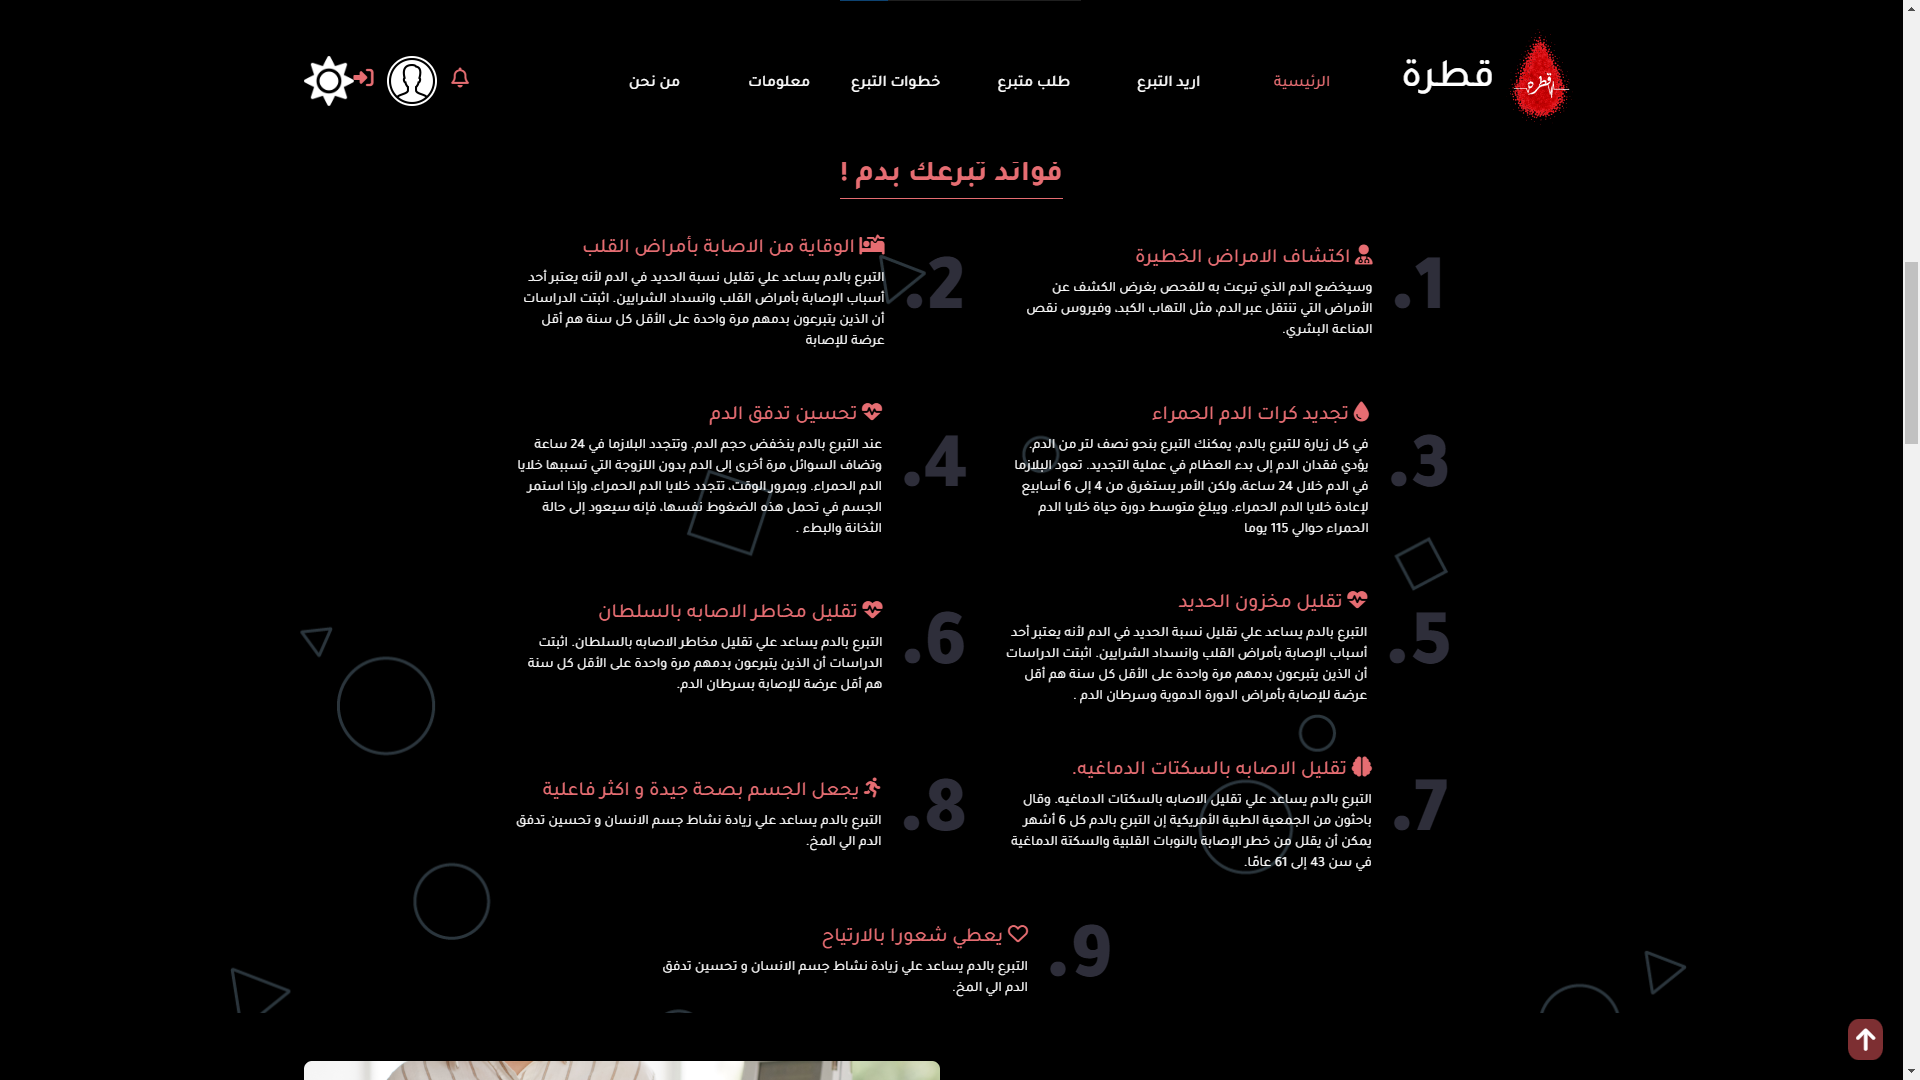 قطرة
قطرة
الرئيسية
اريد التبرع
طلب متبرع
خطوات التبرع
معلومات
من نحن
فوائد تبرعك بدم !
1.
اكتشاف الامراض الخطيرة
وسيخضع الدم الذي تبرعت به للفحص بغرض الكشف عن
الأمراض التي تنتقل عبر الدم، مثل التهاب الكبد، وفيروس نقص
المناعة البشري.
2.
الوقاية من الاصابة بأمراض القلب
التبرع بالدم يساعد علي تقليل نسبة الحديد في الدم لأنه يعتبر أحد
أسباب الإصابة بأمراض القلب وانسداد الشرايين. اثبتت الدراسات
أن الذين يتبرعون بدمهم مرة واحدة على الأقل كل سنة هم أقل
عرضة للإصابة
3.
تجديد كرات الدم الحمراء
في كل زيارة للتبرع بالدم، يمكنك التبرع بنحو نصف لتر من الدم.
يؤدي فقدان الدم إلى بدء العظام في عملية التجديد. تعود البلازما
في الدم خلال 24 ساعة، ولكن الأمر يستغرق من 4 إلى 6 أسابيع
لإعادة خلايا الدم الحمراء. ويبلغ متوسط دورة حياة خلايا الدم
الحمراء حوالي 115 يوما
4.
تحسين تدفق الدم
عند التبرع بالدم ينخفض حجم الدم. وتتجدد البلازما في 24 ساعة
وتضاف السوائل مرة أخرى إلى الدم بدون اللزوجة التي تسببها خلايا
الدم الحمراء. وبمرور الوقت، تتجدد خلايا الدم الحمراء، وإذا استمر
الجسم في تحمل هذه الضغوط نفسها، فإنه سيعود إلى حالة
الثخانة والبطء .
5.
تقليل مخزون الحديد
التبرع بالدم يساعد علي تقليل نسبة الحديد في الدم لأنه يعتبر أحد
أسباب الإصابة بأمراض القلب وانسداد الشرايين. اثبتت الدراسات
أن الذين يتبرعون بدمهم مرة واحدة على الأقل كل سنة هم أقل
عرضة للإصابة بأمراض الدورة الدموية وسرطان الدم .
6.
تقليل مخاطر الاصابه بالسلطان
التبرع بالدم يساعد علي تقليل مخاطر الاصابه بالسلطان. اثبتت
الدراسات أن الذين يتبرعون بدمهم مرة واحدة على الأقل كل سنة
هم أقل عرضة للإصابة بسرطان الدم.
7.
تقليل الاصابه بالسكتات الدماغيه.
التبرع بالدم يساعد علي تقليل الاصابه بالسكتات الدماغيه. وقال
باحثون من الجمعية الطبية الأمريكية إن التبرع بالدم كل 6 أشهر
يمكن أن يقلل من خطر الإصابة بالنوبات القلبية والسكتة الدماغية
في سن 43 إلى 61 عامًا.
8.
يجعل الجسم بصحة جيدة و اكثر فاعلية
التبرع بالدم يساعد علي زيادة نشاط جسم الانسان و تحسين تدفق
الدم الي المخ.
9.
يعطي شعورا بالارتياح
التبرع بالدم يساعد علي زيادة نشاط جسم الانسان و تحسين تدفق
الدم الي المخ.